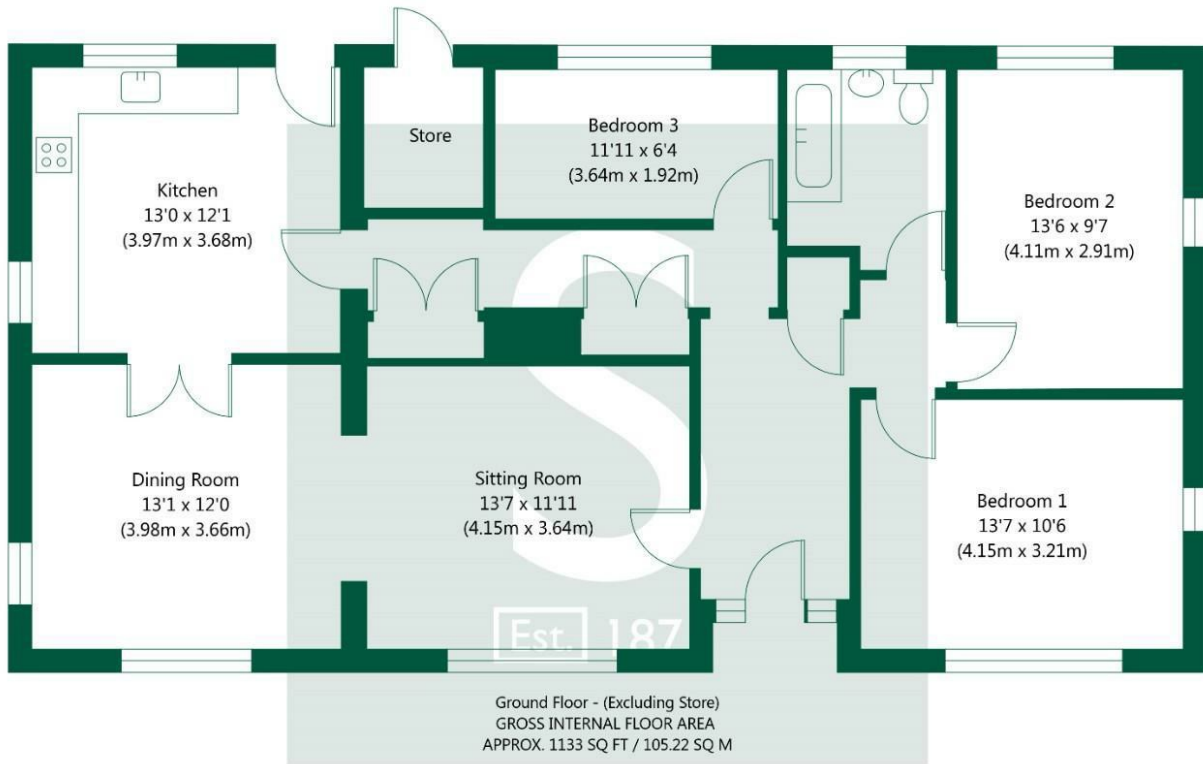 Store
Bedroom 3
11'11 x 6'4
(3.64m x 1.92m)
Kitchen
13'0 x 12'1
(3.97m x 3.68m)
Bedroom 2
13'6 x 9'7
(4.11m x 2.91m)
Dining Room
13'1 x 12'0
(3.98m x 3.66m)
Sitting Room
13'7 x 11'11
(4.15m x 3.64m)
Bedroom 1
13'7 x 10'6
(4.15m x 3.21m)
S
Est. 187
Ground Floor - (Excluding Store)
GROSS INTERNAL FLOOR AREA
APPROX. 1133 SQ FT / 105.22 SQ M